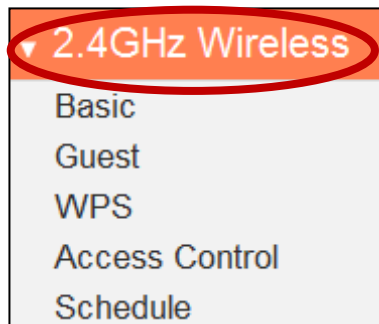 ▾ 2.4GHz Wireless
Basic
Guest
WPS
Access Control
Schedule